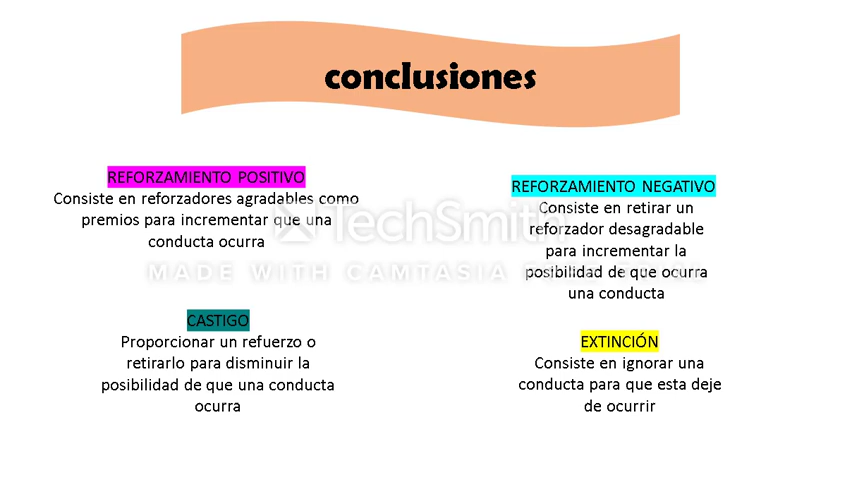 conclusiones
REFORZAMIENTO POSITIVO
Consiste en reforzadores agradables como
premios para incrementar que una
conducta ocurra
REFORZAMIENTO NEGATIVO
Consiste en retirar un
reforzador desagradable
para incrementar la
posibilidad de que ocurra
una conducta
TechSmith
MADE WITH CAMTASIA
CASTIGO
Proporcionar un refuerzo o
retirarlo para disminuir la
posibilidad de que una conducta
ocurra
EXTINCIÓN
Consiste en ignorar una
conducta para que esta deje
de ocurrir